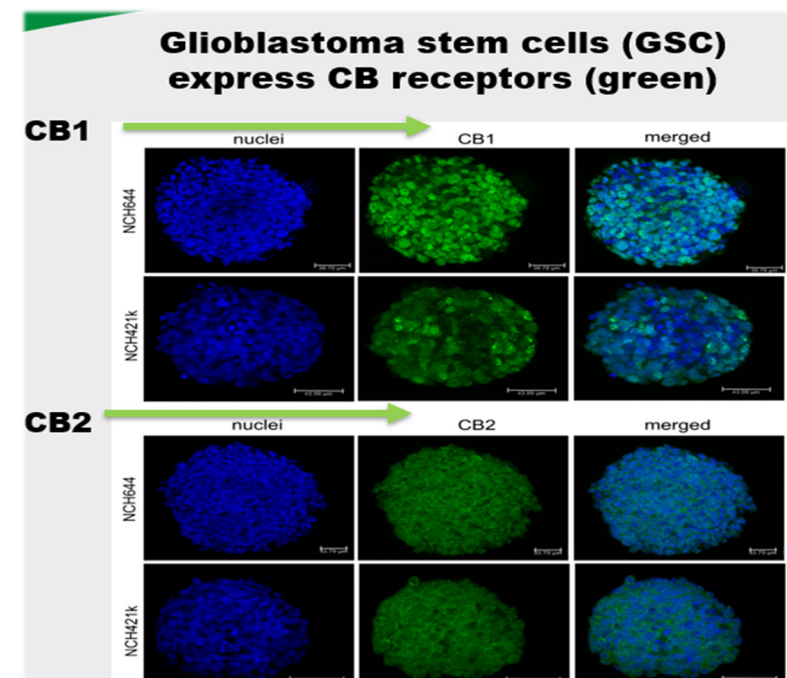 Glioblastoma stem cells (GSC)
express CB receptors (green)
CB1
nuclei CB1 merged
NCH644
NCH421k
CB2
nuclei CB2 merged
NCH644
NCH421k